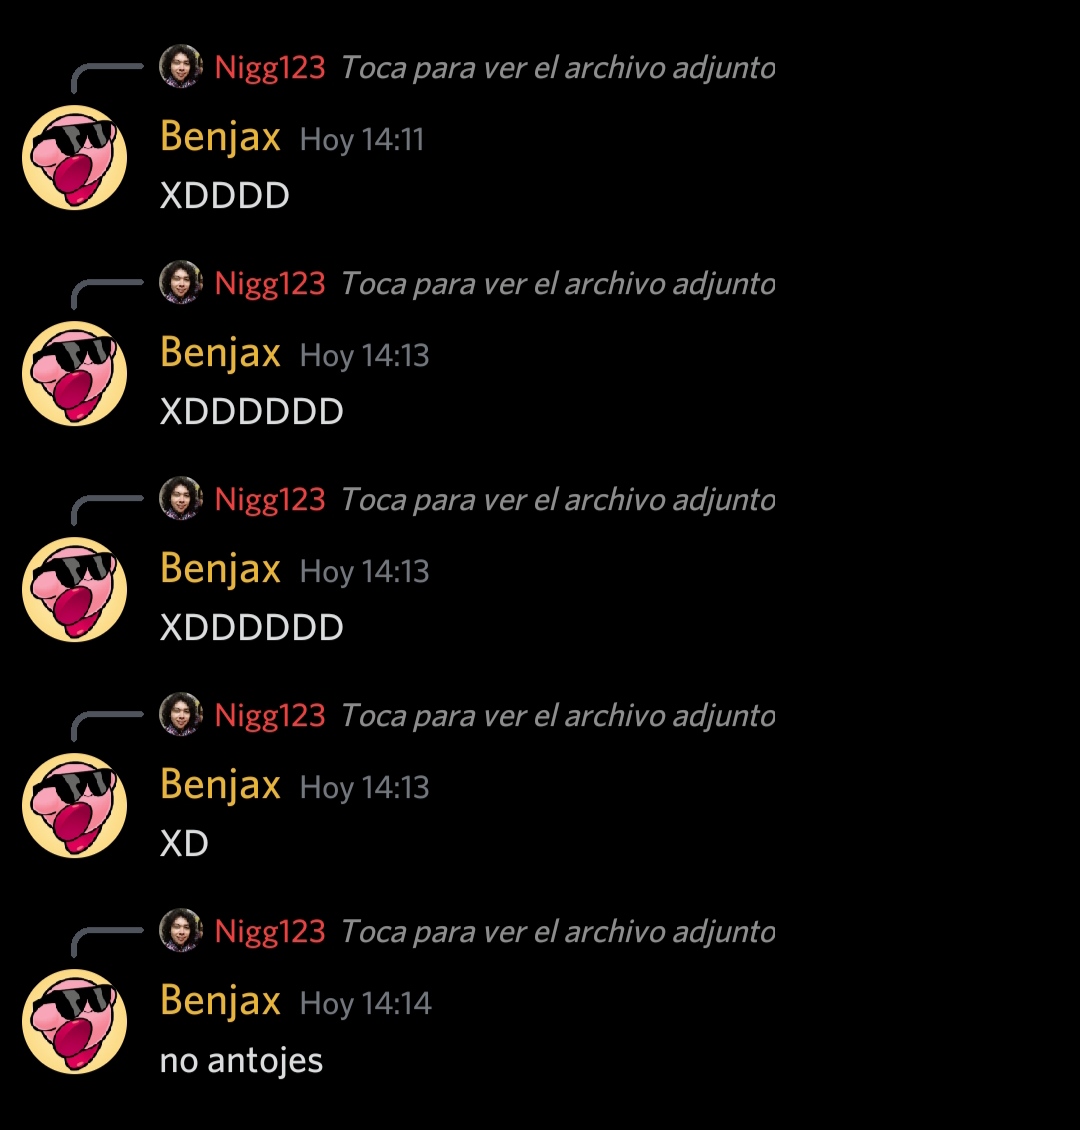 Nigg123 Toca para ver el archivo adjunto
Benjax Hoy 14:11
XDDDD
Nigg123 Toca para ver el archivo adjunto
Benjax Hoy 14:13
XDDDDDD
Nigg123 Toca para ver el archivo adjunto
Benjax Hoy 14:13
XDDDDDD
Nigg123 Toca para ver el archivo adjunto
Benjax Hoy 14:13
XD
Nigg123 Toca para ver el archivo adjunto
Benjax Hoy 14:14
no antojes